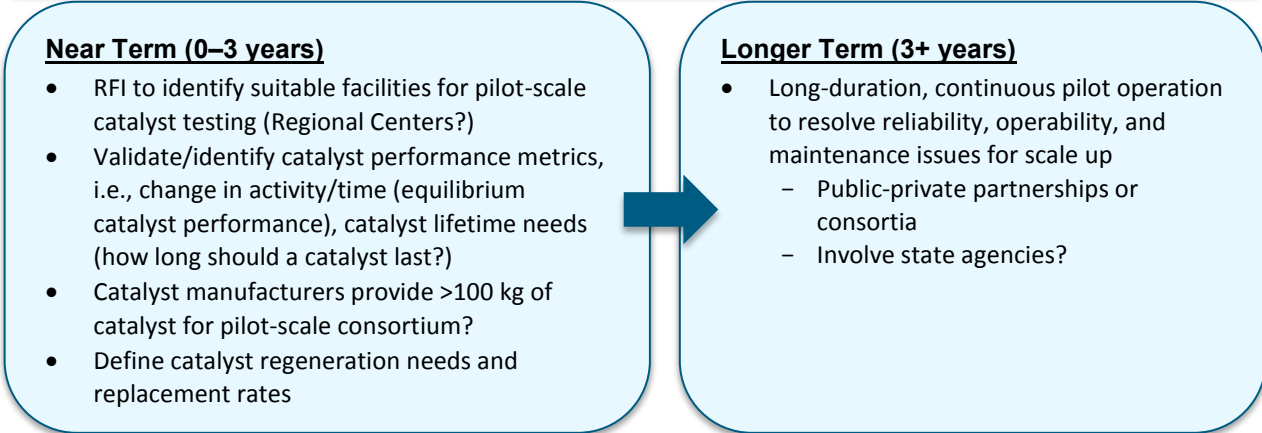 Near Term (0–3 years)
• RFI to identify suitable facilities for pilot-scale
catalyst testing (Regional Centers?)
• Validate/identify catalyst performance metrics,
i.e., change in activity/time (equilibrium
catalyst performance), catalyst lifetime needs
(how long should a catalyst last?)
• Catalyst manufacturers provide >100 kg of
catalyst for pilot-scale consortium?
• Define catalyst regeneration needs and
replacement rates
Longer Term (3+ years)
• Long-duration, continuous pilot operation
to resolve reliability, operability, and
maintenance issues for scale up
− Public-private partnerships or
consortia
− Involve state agencies?